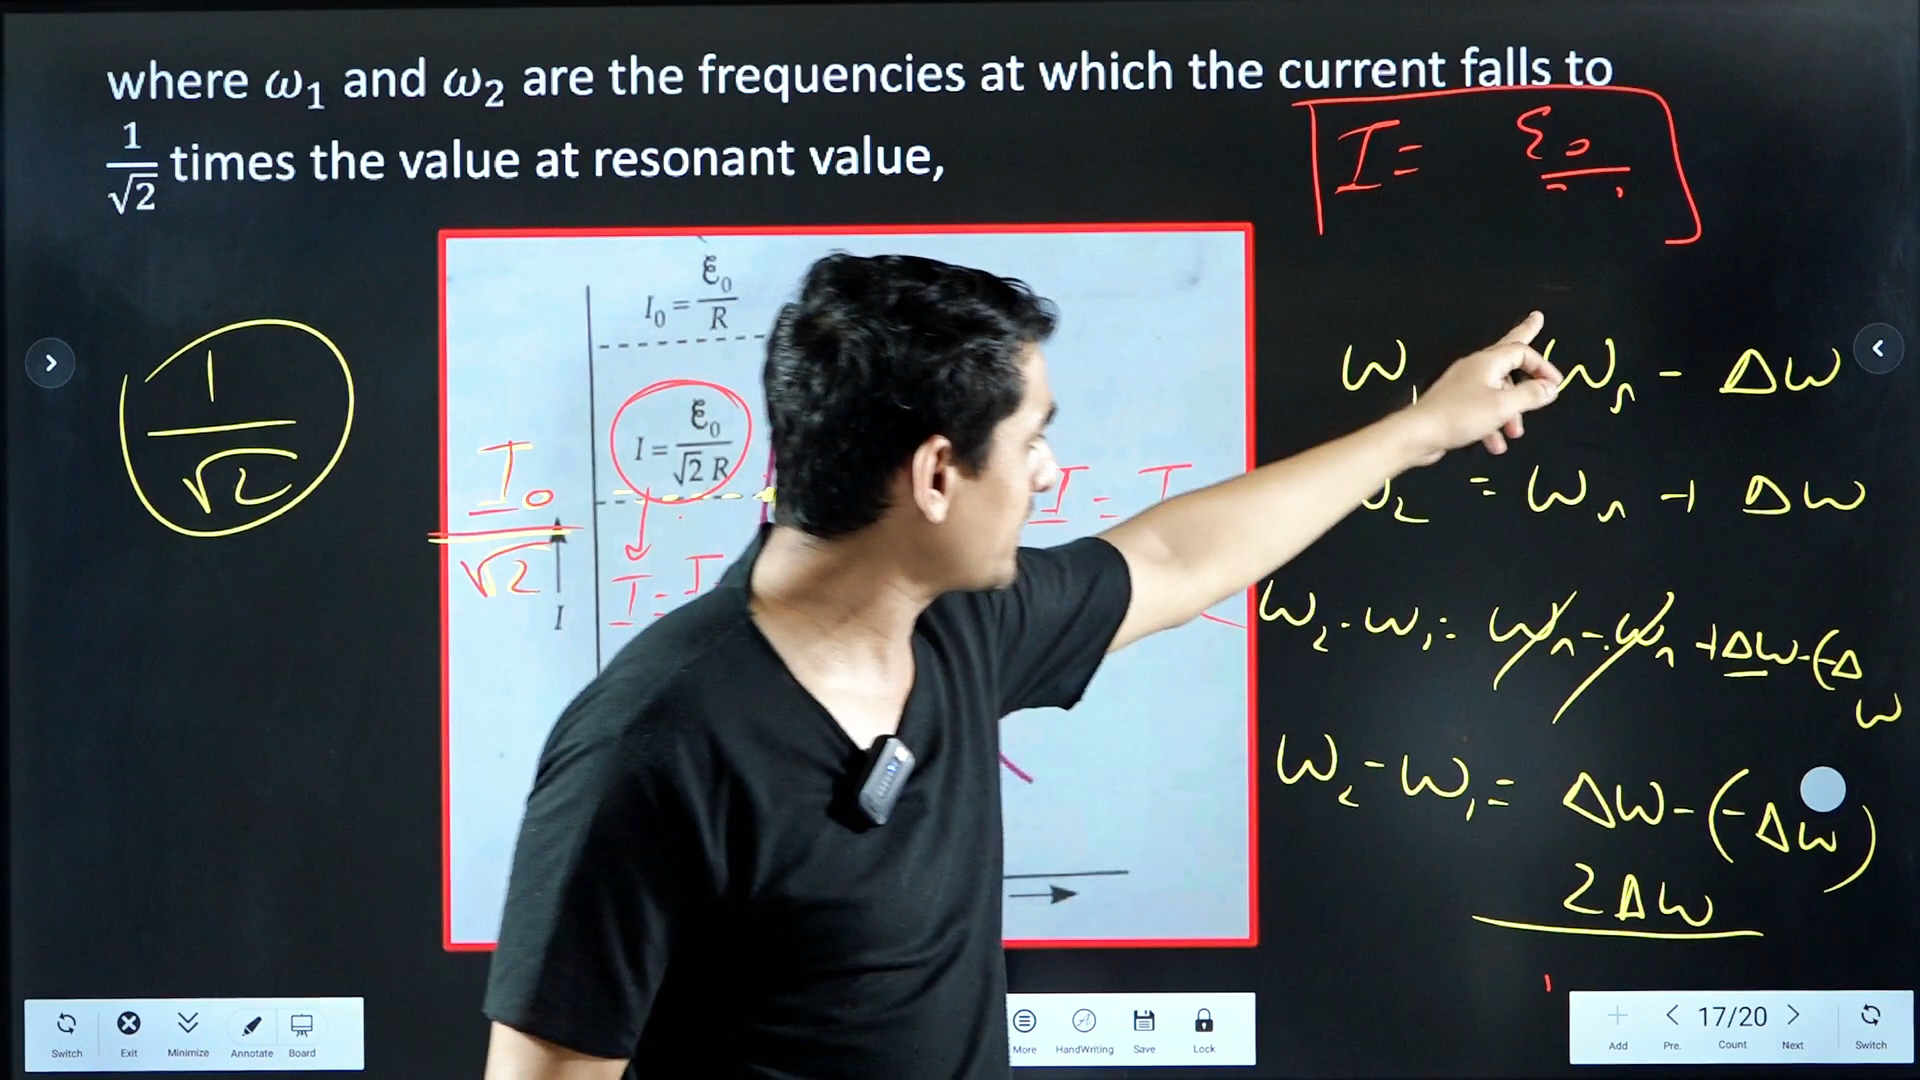 where ω₁ and ω₂ are the frequencies at which the current falls to
1/√2 times the value at resonant value,
I = ε₀
1/√2
I₀ = ε₀/R
I = ε₀/√2 R
I₀/√2
I
I =
I = I
ω₁ ωᵣ - Δω
₂ = ωᵣ + Δω
ω₂ - ω₁ = ωᵣ - ωᵣ + Δω - (-Δω
ω₂ - ω₁ = Δω - (-Δω)
2Δω
Switch Exit Minimize Annotate Board
More HandWriting Save Lock
17/20
Add Pre. Count Next Switch